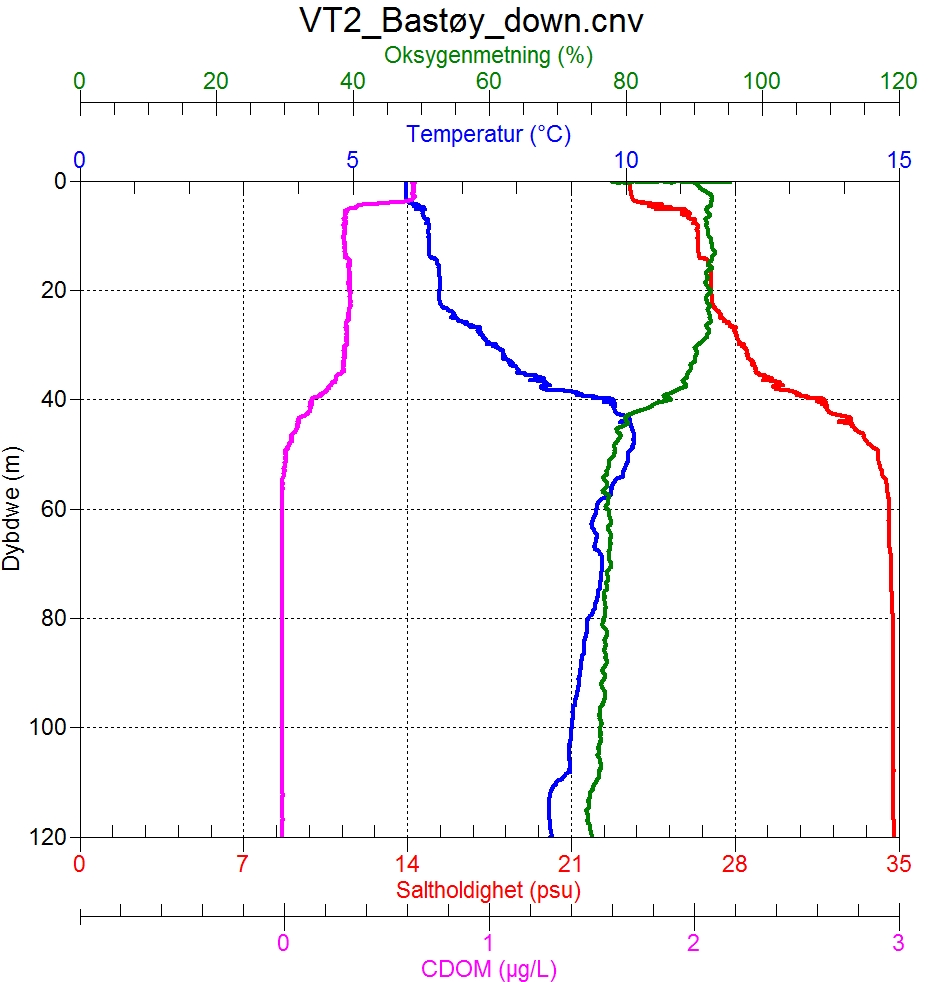 VT2_Bastøy_down.cnv
Oksygenmetning (%)
0 20 40 60 80 100 120
Temperatur (°C)
0 5 10 15
0
20
40
60
80
100
120
Dybdwe (m)
0 7 14 21 28 35
Saltholdighet (psu)
0 1 2 3
CDOM (µg/L)